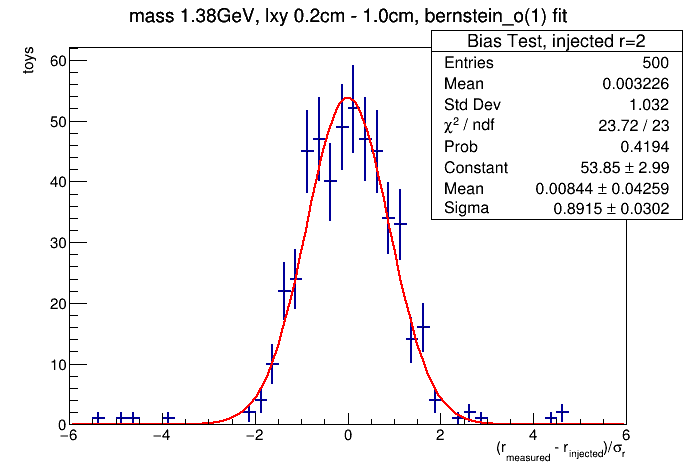 mass 1.38GeV, lxy 0.2cm - 1.0cm, bernstein_o(1) fit
toys
Bias Test, injected r=2
Entries 500
Mean 0.003226
Std Dev 1.032
χ² / ndf 23.72 / 23
Prob 0.4194
Constant 53.85 ± 2.99
Mean 0.00844 ± 0.04259
Sigma 0.8915 ± 0.0302
60
50
40
30
20
10
0
−6 −4 −2 0 2 4 6
(r_measured - r_injected)/σ_r